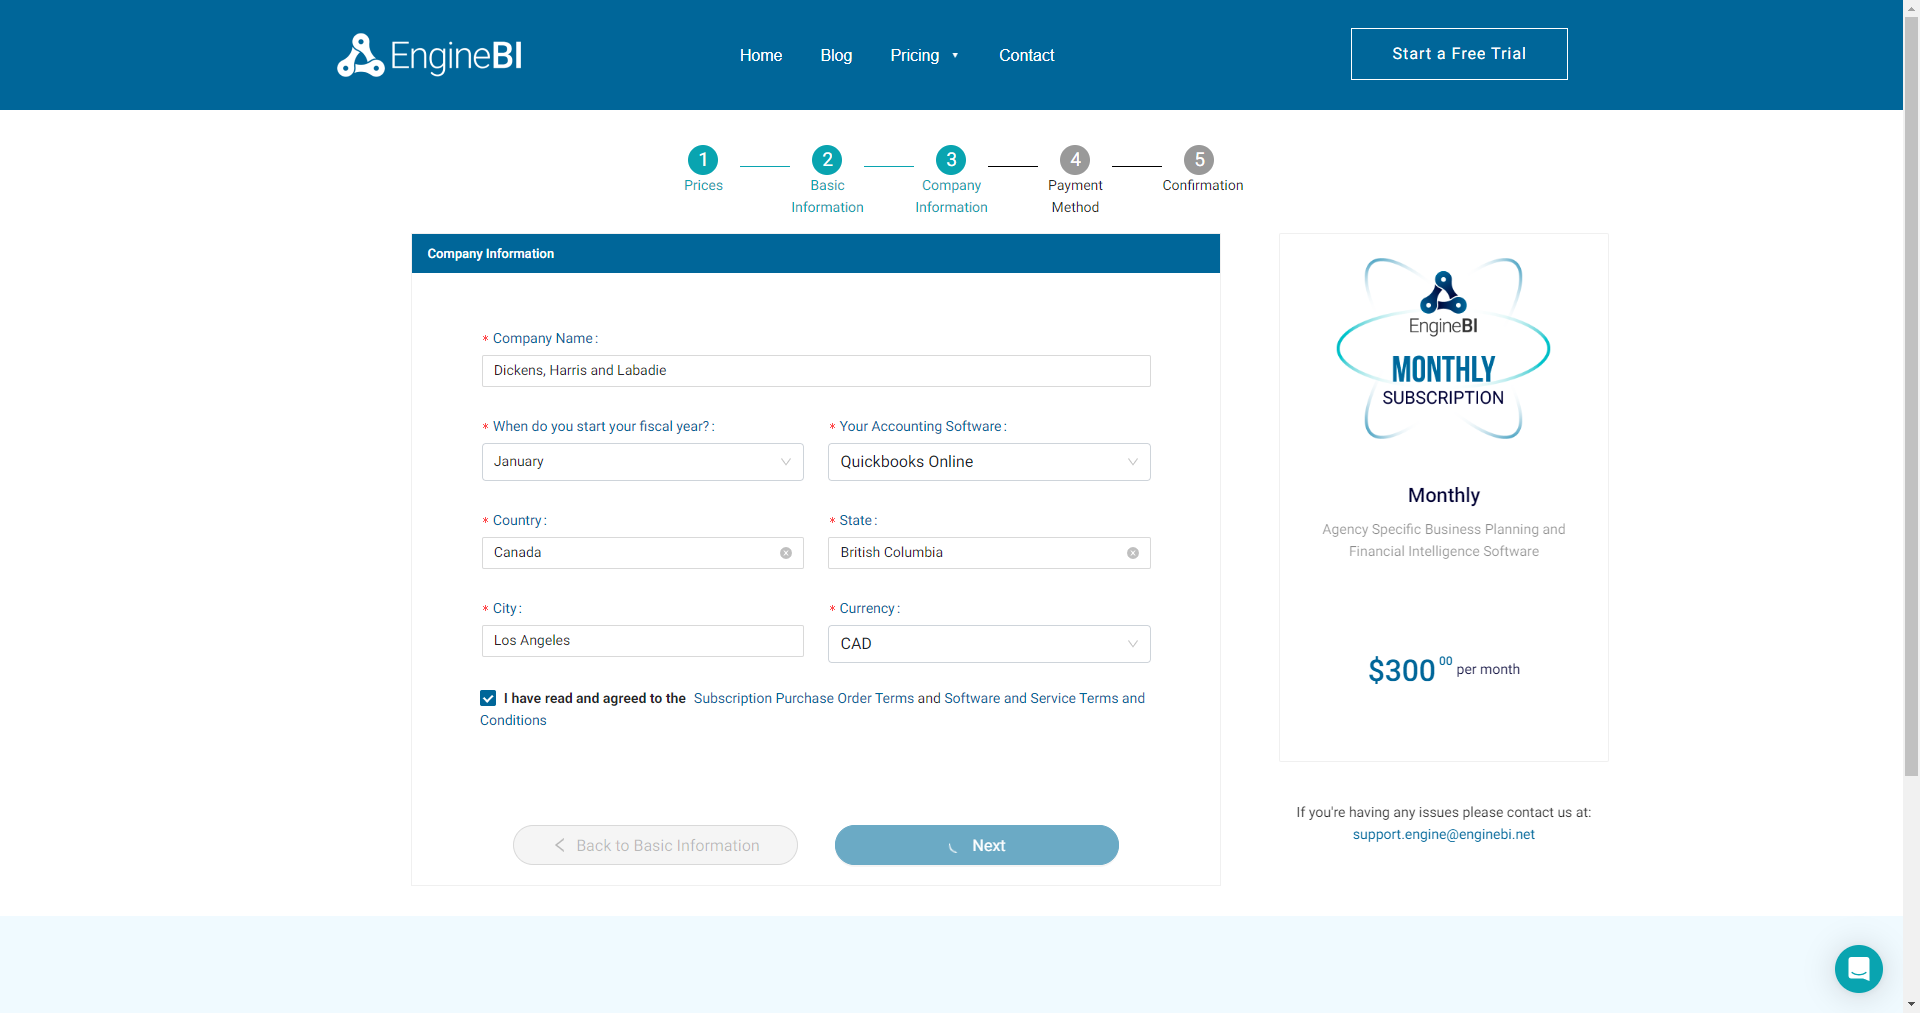 EngineBI
Home
Blog
Pricing
Contact
Start a Free Trial
1
Prices
2
Basic
Information
3
Company
Information
4
Payment
Method
5
Confirmation
Company Information
* Company Name :
Dickens, Harris and Labadie
* When do you start your fiscal year? :
January
* Your Accounting Software :
Quickbooks Online
* Country :
Canada
* State :
British Columbia
* City :
Los Angeles
* Currency :
CAD
I have read and agreed to the Subscription Purchase Order Terms and Software and Service Terms and
Conditions
Back to Basic Information
Next
EngineBI
MONTHLY
SUBSCRIPTION
Monthly
Agency Specific Business Planning and
Financial Intelligence Software
$300 00 per month
If you're having any issues please contact us at:
support.engine@enginebi.net